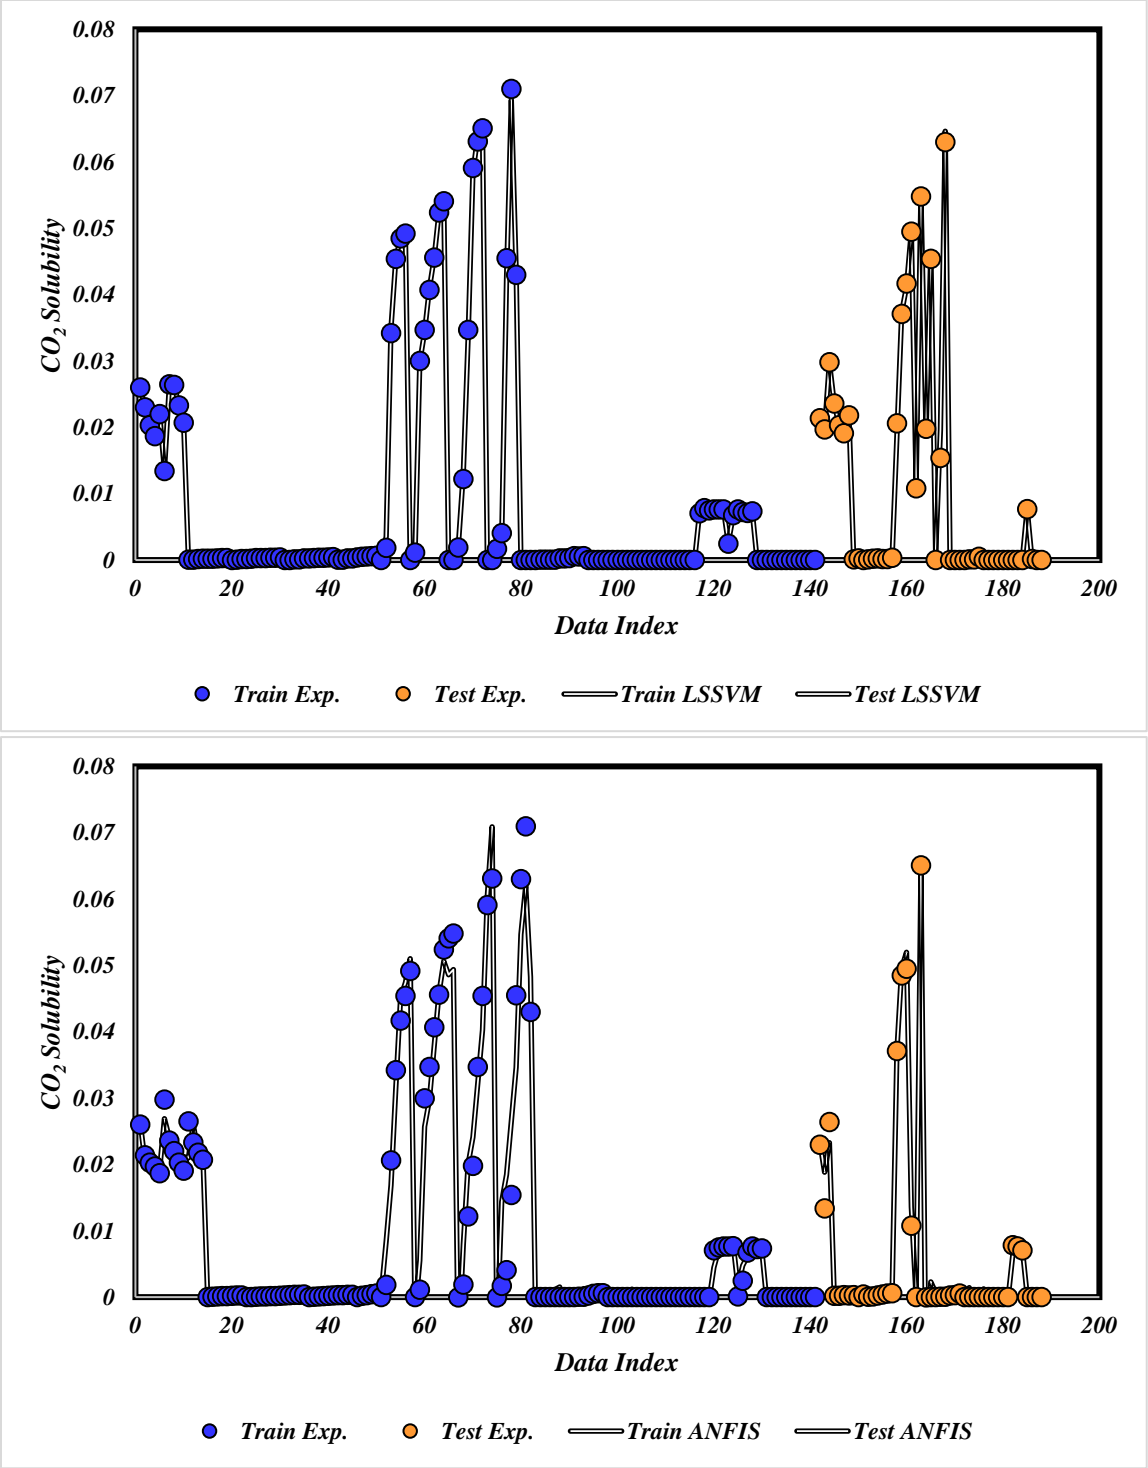 0.08
0.07
0.06
0.05
0.04
0.03
0.02
0.01
0
CO2 Solubility
0 20 40 60 80 100 120 140 160 180 200
Data Index
Train Exp. Test Exp. Train LSSVM Test LSSVM
0.08
0.07
0.06
0.05
0.04
0.03
0.02
0.01
0
CO2 Solubility
0 20 40 60 80 100 120 140 160 180 200
Data Index
Train Exp. Test Exp. Train ANFIS Test ANFIS